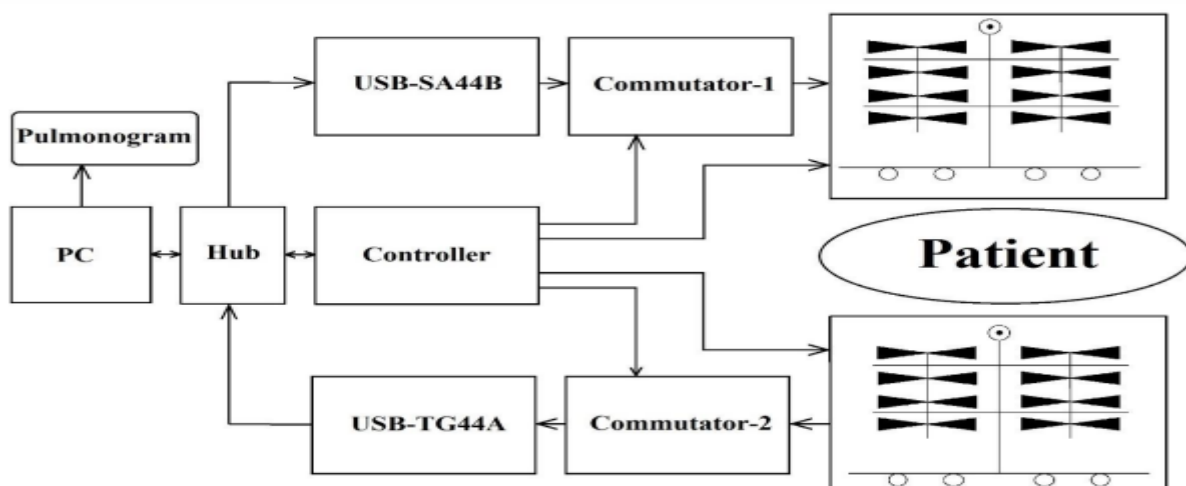 USB-SA44B
Commutator-1
Pulmonogram
PC
Hub
Controller
Patient
USB-TG44A
Commutator-2